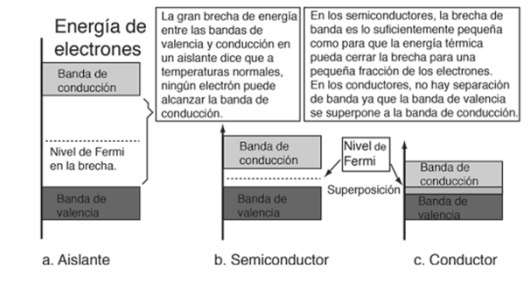 Energía de
electrones
Banda de
conducción
Nivel de Fermi
en la brecha.
Banda de
valencia
a. Aislante
La gran brecha de energía
entre las bandas de
valencia y conducción en
un aislante dice que a
temperaturas normales,
ningún electrón puede
alcanzar la banda de
conducción.
En los semiconductores, la brecha de
banda es lo suficientemente pequeña
como para que la energía térmica
pueda cerrar la brecha para una
pequeña fracción de los electrones.
En los conductores, no hay separación
de banda ya que la banda de valencia
se superpone a la banda de conducción.
Banda de
conducción
Banda de
valencia
b. Semiconductor
Nivel de
Fermi
Superposición
Banda de
conducción
Banda de
valencia
c. Conductor